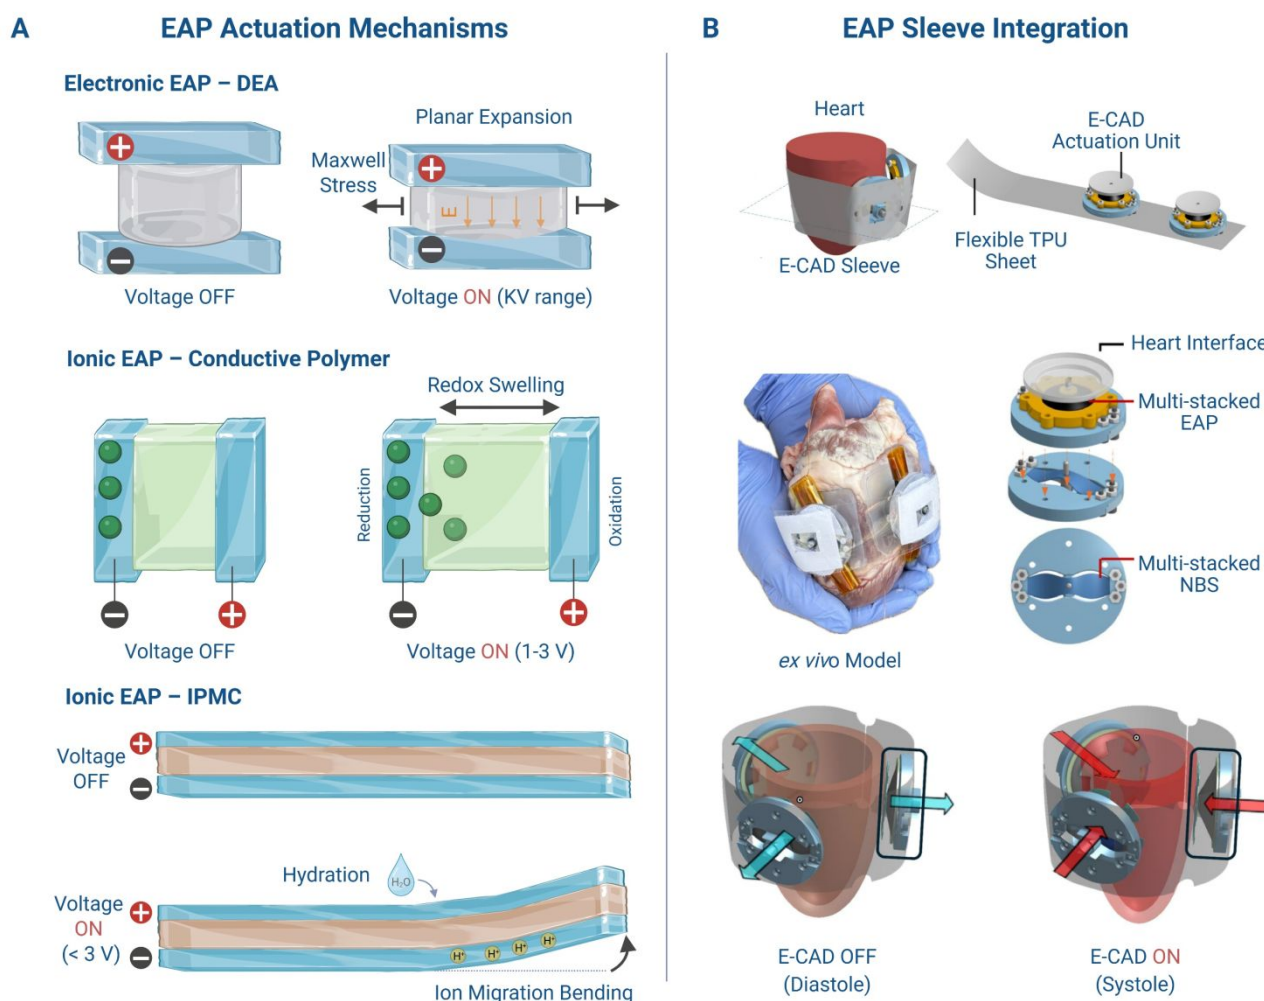 A
EAP Actuation Mechanisms
Electronic EAP – DEA
+
−
Voltage OFF
Planar Expansion
Maxwell
Stress
+
E
−
Voltage ON (KV range)
Ionic EAP – Conductive Polymer
−
+
Voltage OFF
Redox Swelling
Reduction
Oxidation
−
+
Voltage ON (1-3 V)
Ionic EAP – IPMC
Voltage
OFF
+
−
Hydration
H₂O
Voltage
ON
(< 3 V)
+
−
H⁺
H⁺
H⁺
H⁺
Ion Migration Bending
B
EAP Sleeve Integration
Heart
E-CAD Sleeve
E-CAD
Actuation Unit
Flexible TPU
Sheet
ex vivo Model
Heart Interface
Multi-stacked
EAP
Multi-stacked
NBS
E-CAD OFF
(Diastole)
E-CAD ON
(Systole)